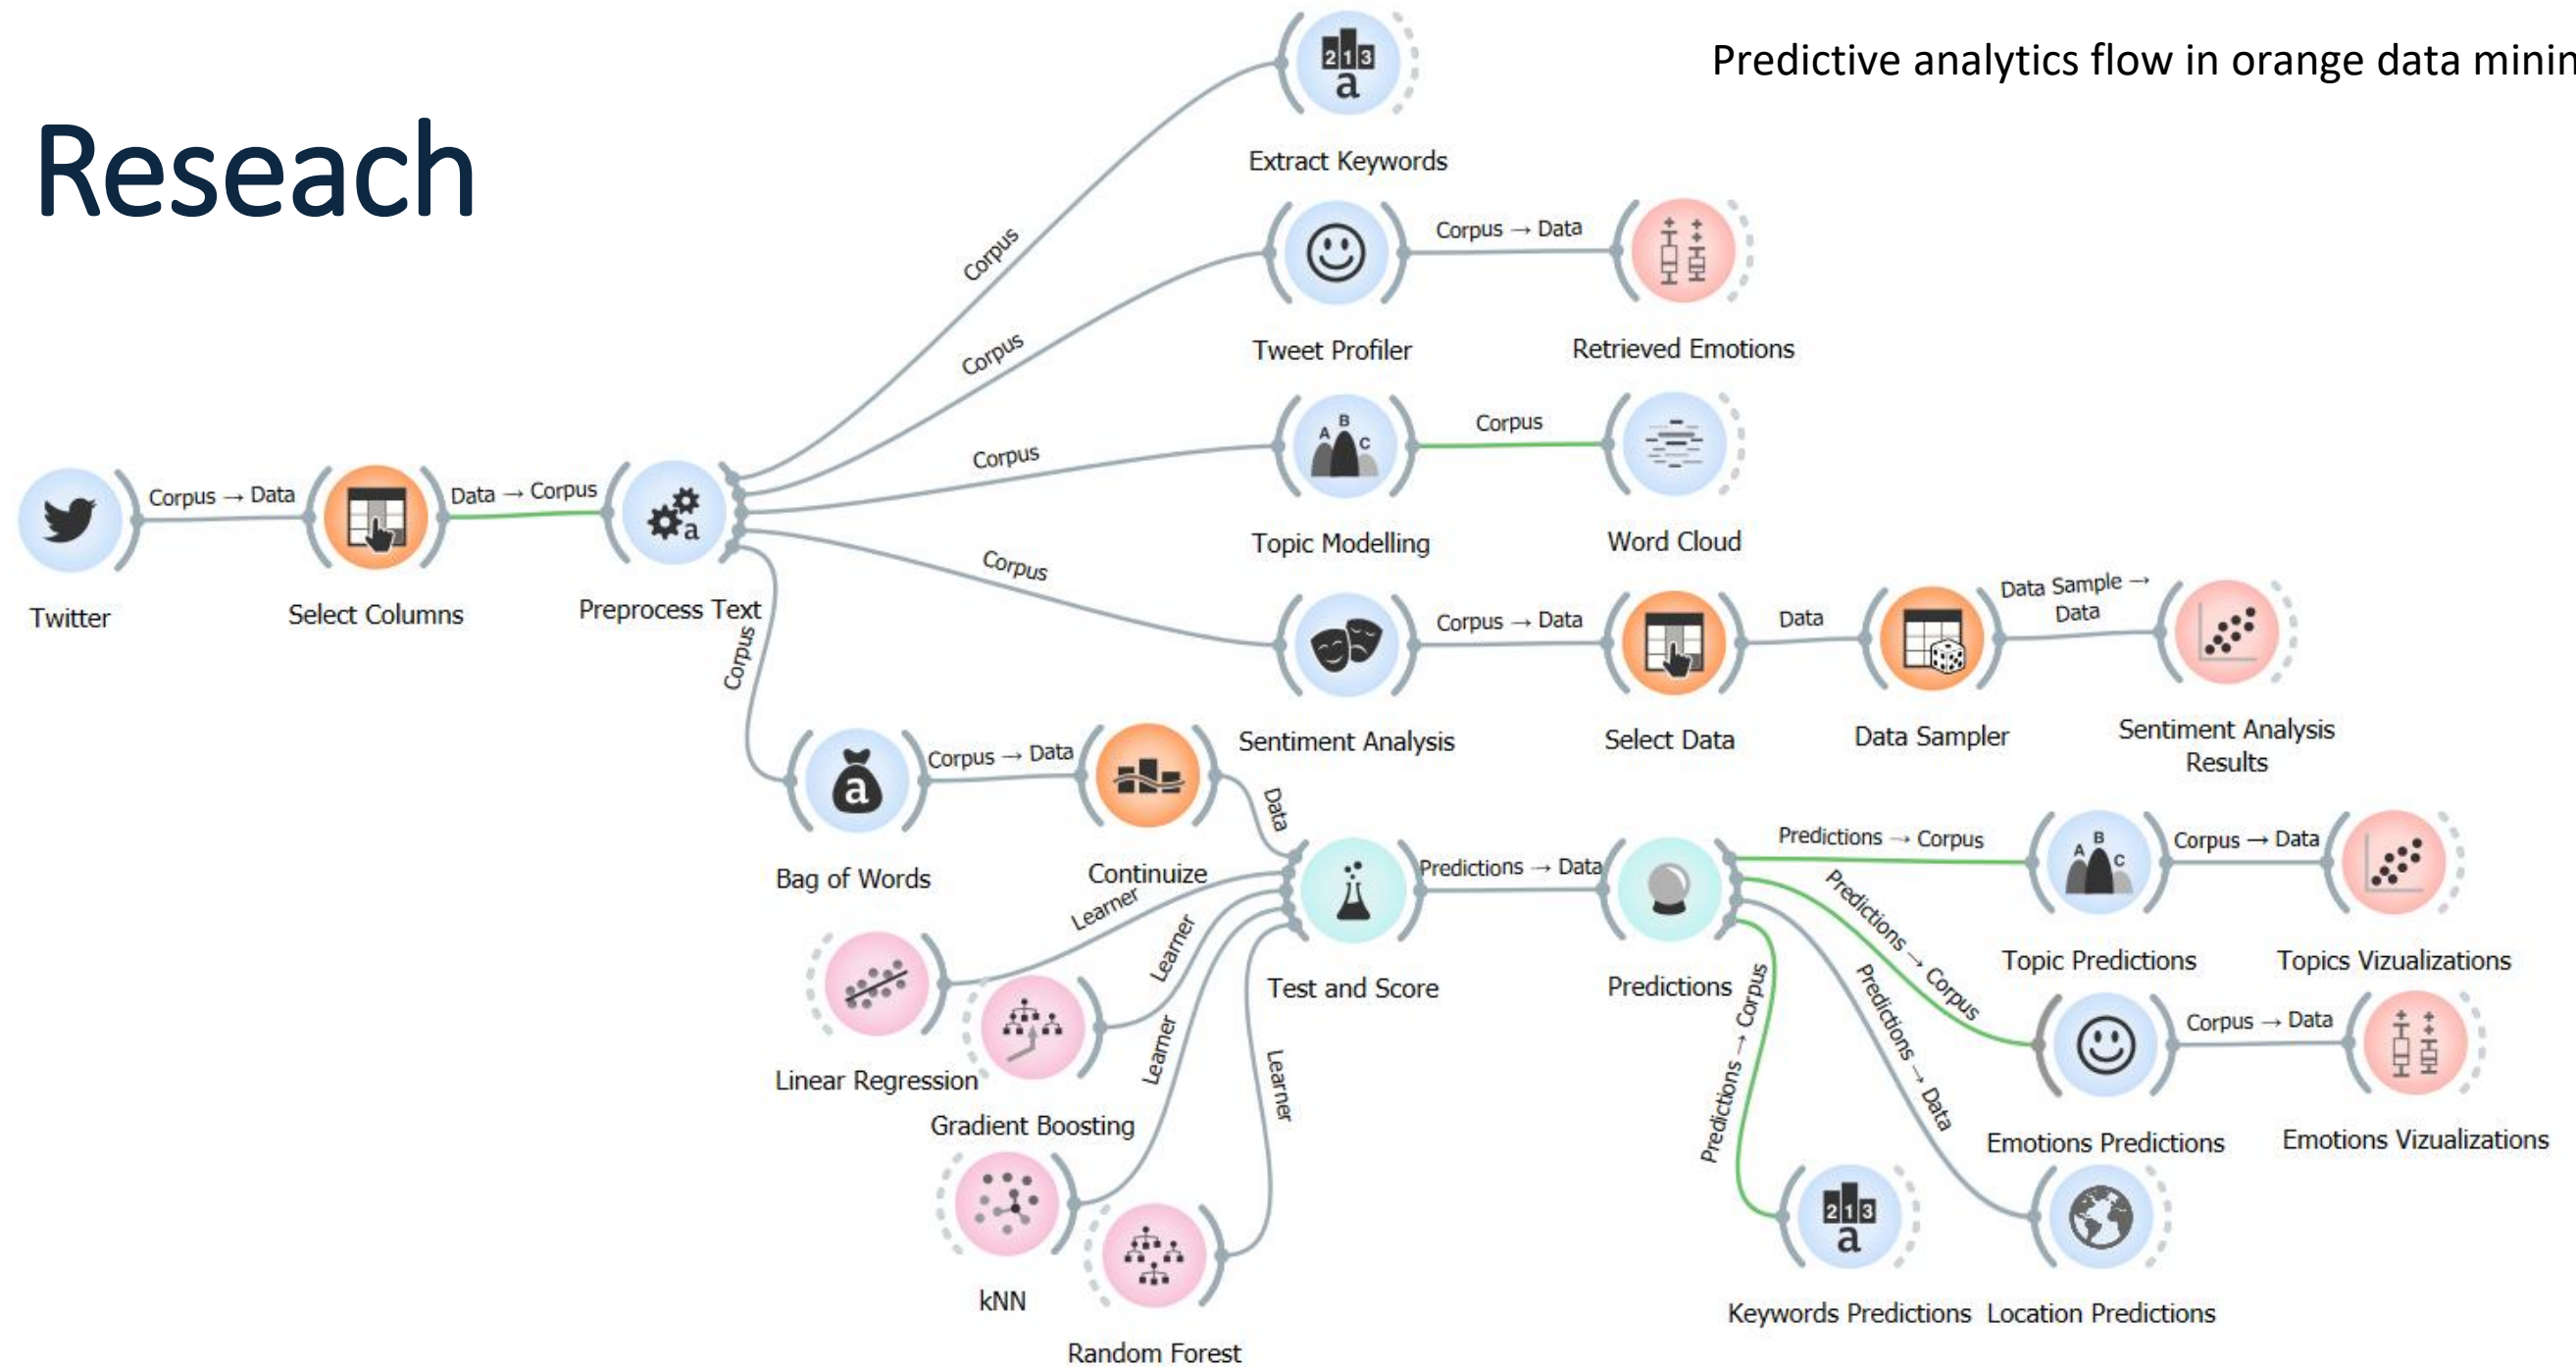 Predictive analytics flow in orange data minin
Reseach
213
a
Extract Keywords
Corpus
Tweet Profiler
Corpus → Data
Retrieved Emotions
Corpus
A B C
Topic Modelling
Corpus
Word Cloud
Corpus
Twitter
Corpus → Data
Select Columns
Data → Corpus
a
Preprocess Text
Corpus
Sentiment Analysis
Corpus → Data
Select Data
Data
Data Sampler
Data Sample →
Data
Sentiment Analysis
Results
Corpus
a
Bag of Words
Corpus → Data
Continuize
Data
Learner
Linear Regression
Learner
Gradient Boosting
Learner
kNN
Learner
Random Forest
Test and Score
Predictions → Data
Predictions
Predictions → Corpus
A B C
Topic Predictions
Corpus → Data
Topics Vizualizations
Predictions → Corpus
Emotions Predictions
Corpus → Data
Emotions Vizualizations
Predictions → Data
Predictions → Corpus
213
a
Keywords Predictions
Location Predictions